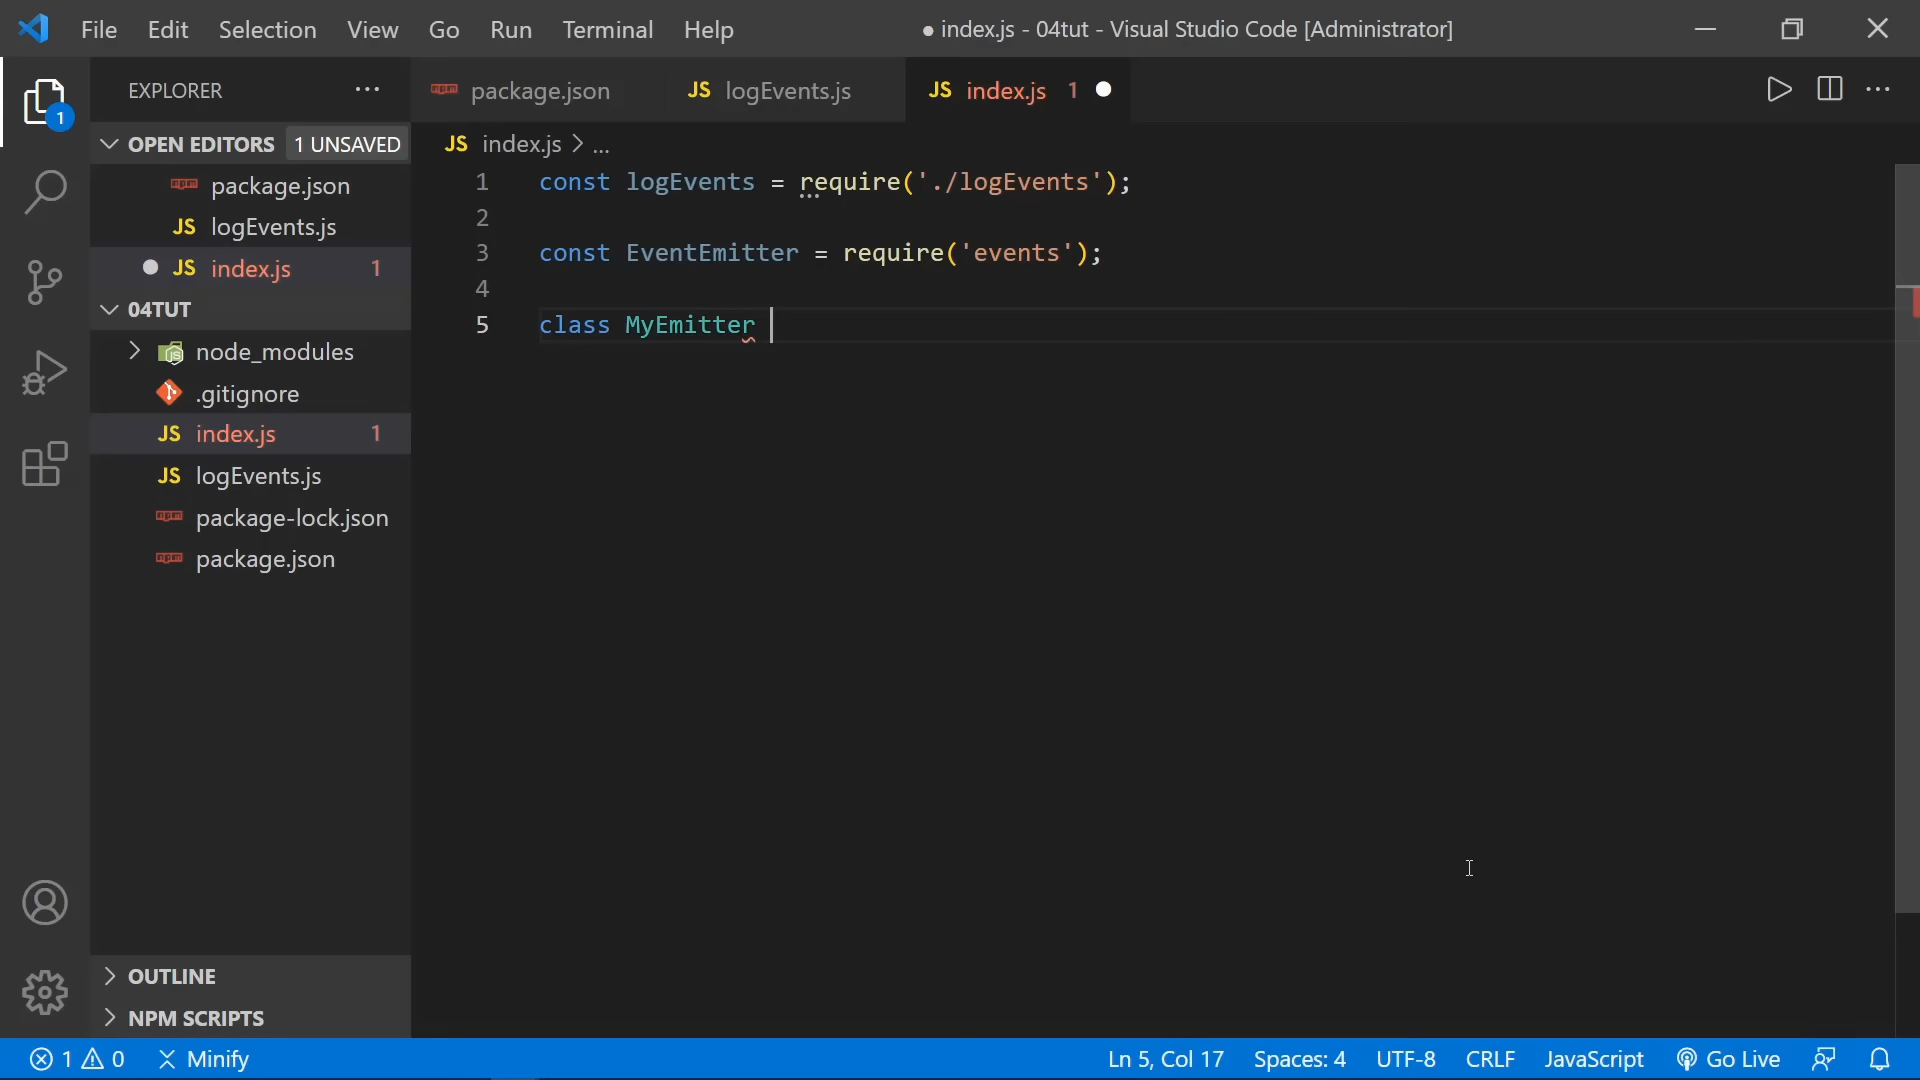 File Edit Selection View Go Run Terminal Help
● index.js - 04tut - Visual Studio Code [Administrator]
EXPLORER
package.json
JS logEvents.js
JS index.js 1
1
OPEN EDITORS 1 UNSAVED
JS index.js > ...
package.json
JS logEvents.js
JS index.js 1
04TUT
node_modules
.gitignore
JS index.js 1
JS logEvents.js
package-lock.json
package.json
1 const logEvents = require('./logEvents');
2
3 const EventEmitter = require('events');
4
5 class MyEmitter
OUTLINE
NPM SCRIPTS
1 0 Minify
Ln 5, Col 17 Spaces: 4 UTF-8 CRLF JavaScript Go Live